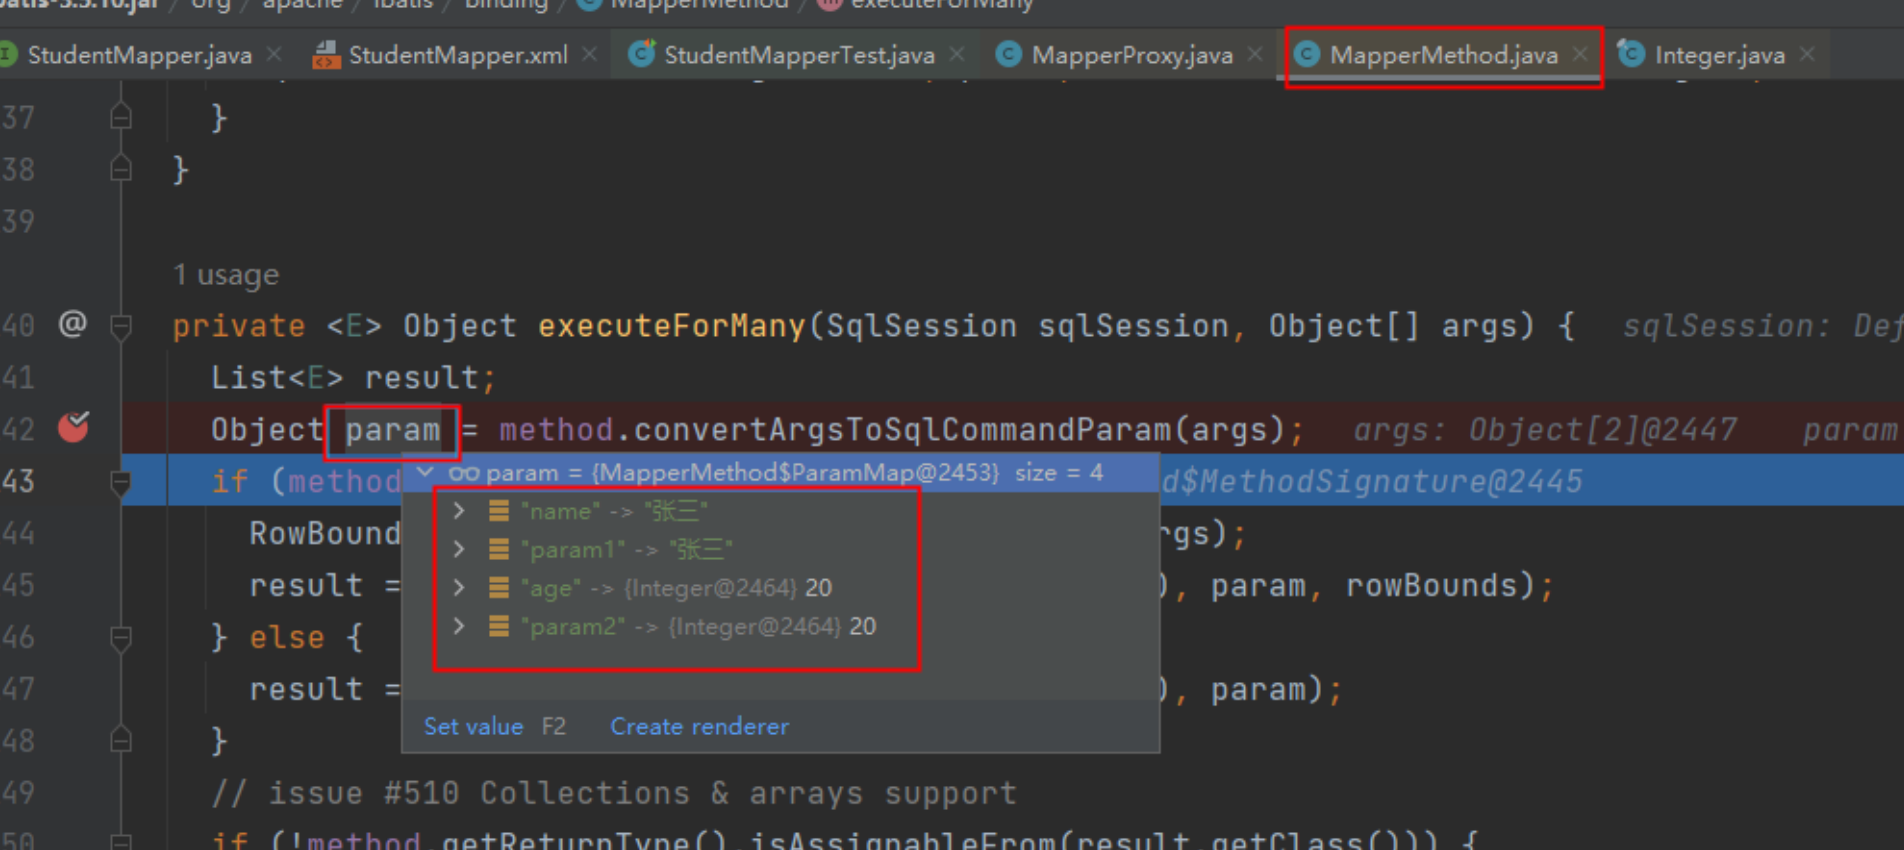 batis-3.5.10.jar / org / apache / ibatis / binding / MapperMethod / executeForMany
StudentMapper.java StudentMapper.xml StudentMapperTest.java MapperProxy.java MapperMethod.java Integer.java
37 }
38 }
39
1 usage
40 @ private <E> Object executeForMany(SqlSession sqlSession, Object[] args) { sqlSession: Def
41 List<E> result;
42 Object param = method.convertArgsToSqlCommandParam(args); args: Object[2]@2447 param
43 if (method d$MethodSignature@2445
param = {MapperMethod$ParamMap@2453} size = 4
"name" -> "张三"
44 RowBound rgs);
"param1" -> "张三"
45 result = ), param, rowBounds);
"age" -> {Integer@2464} 20
46 } else {
"param2" -> {Integer@2464} 20
47 result = ), param);
Set value F2 Create renderer
48 }
49 // issue #510 Collections & arrays support
50 if (!method.getReturnType().isAssignableFrom(result.getClass())) {